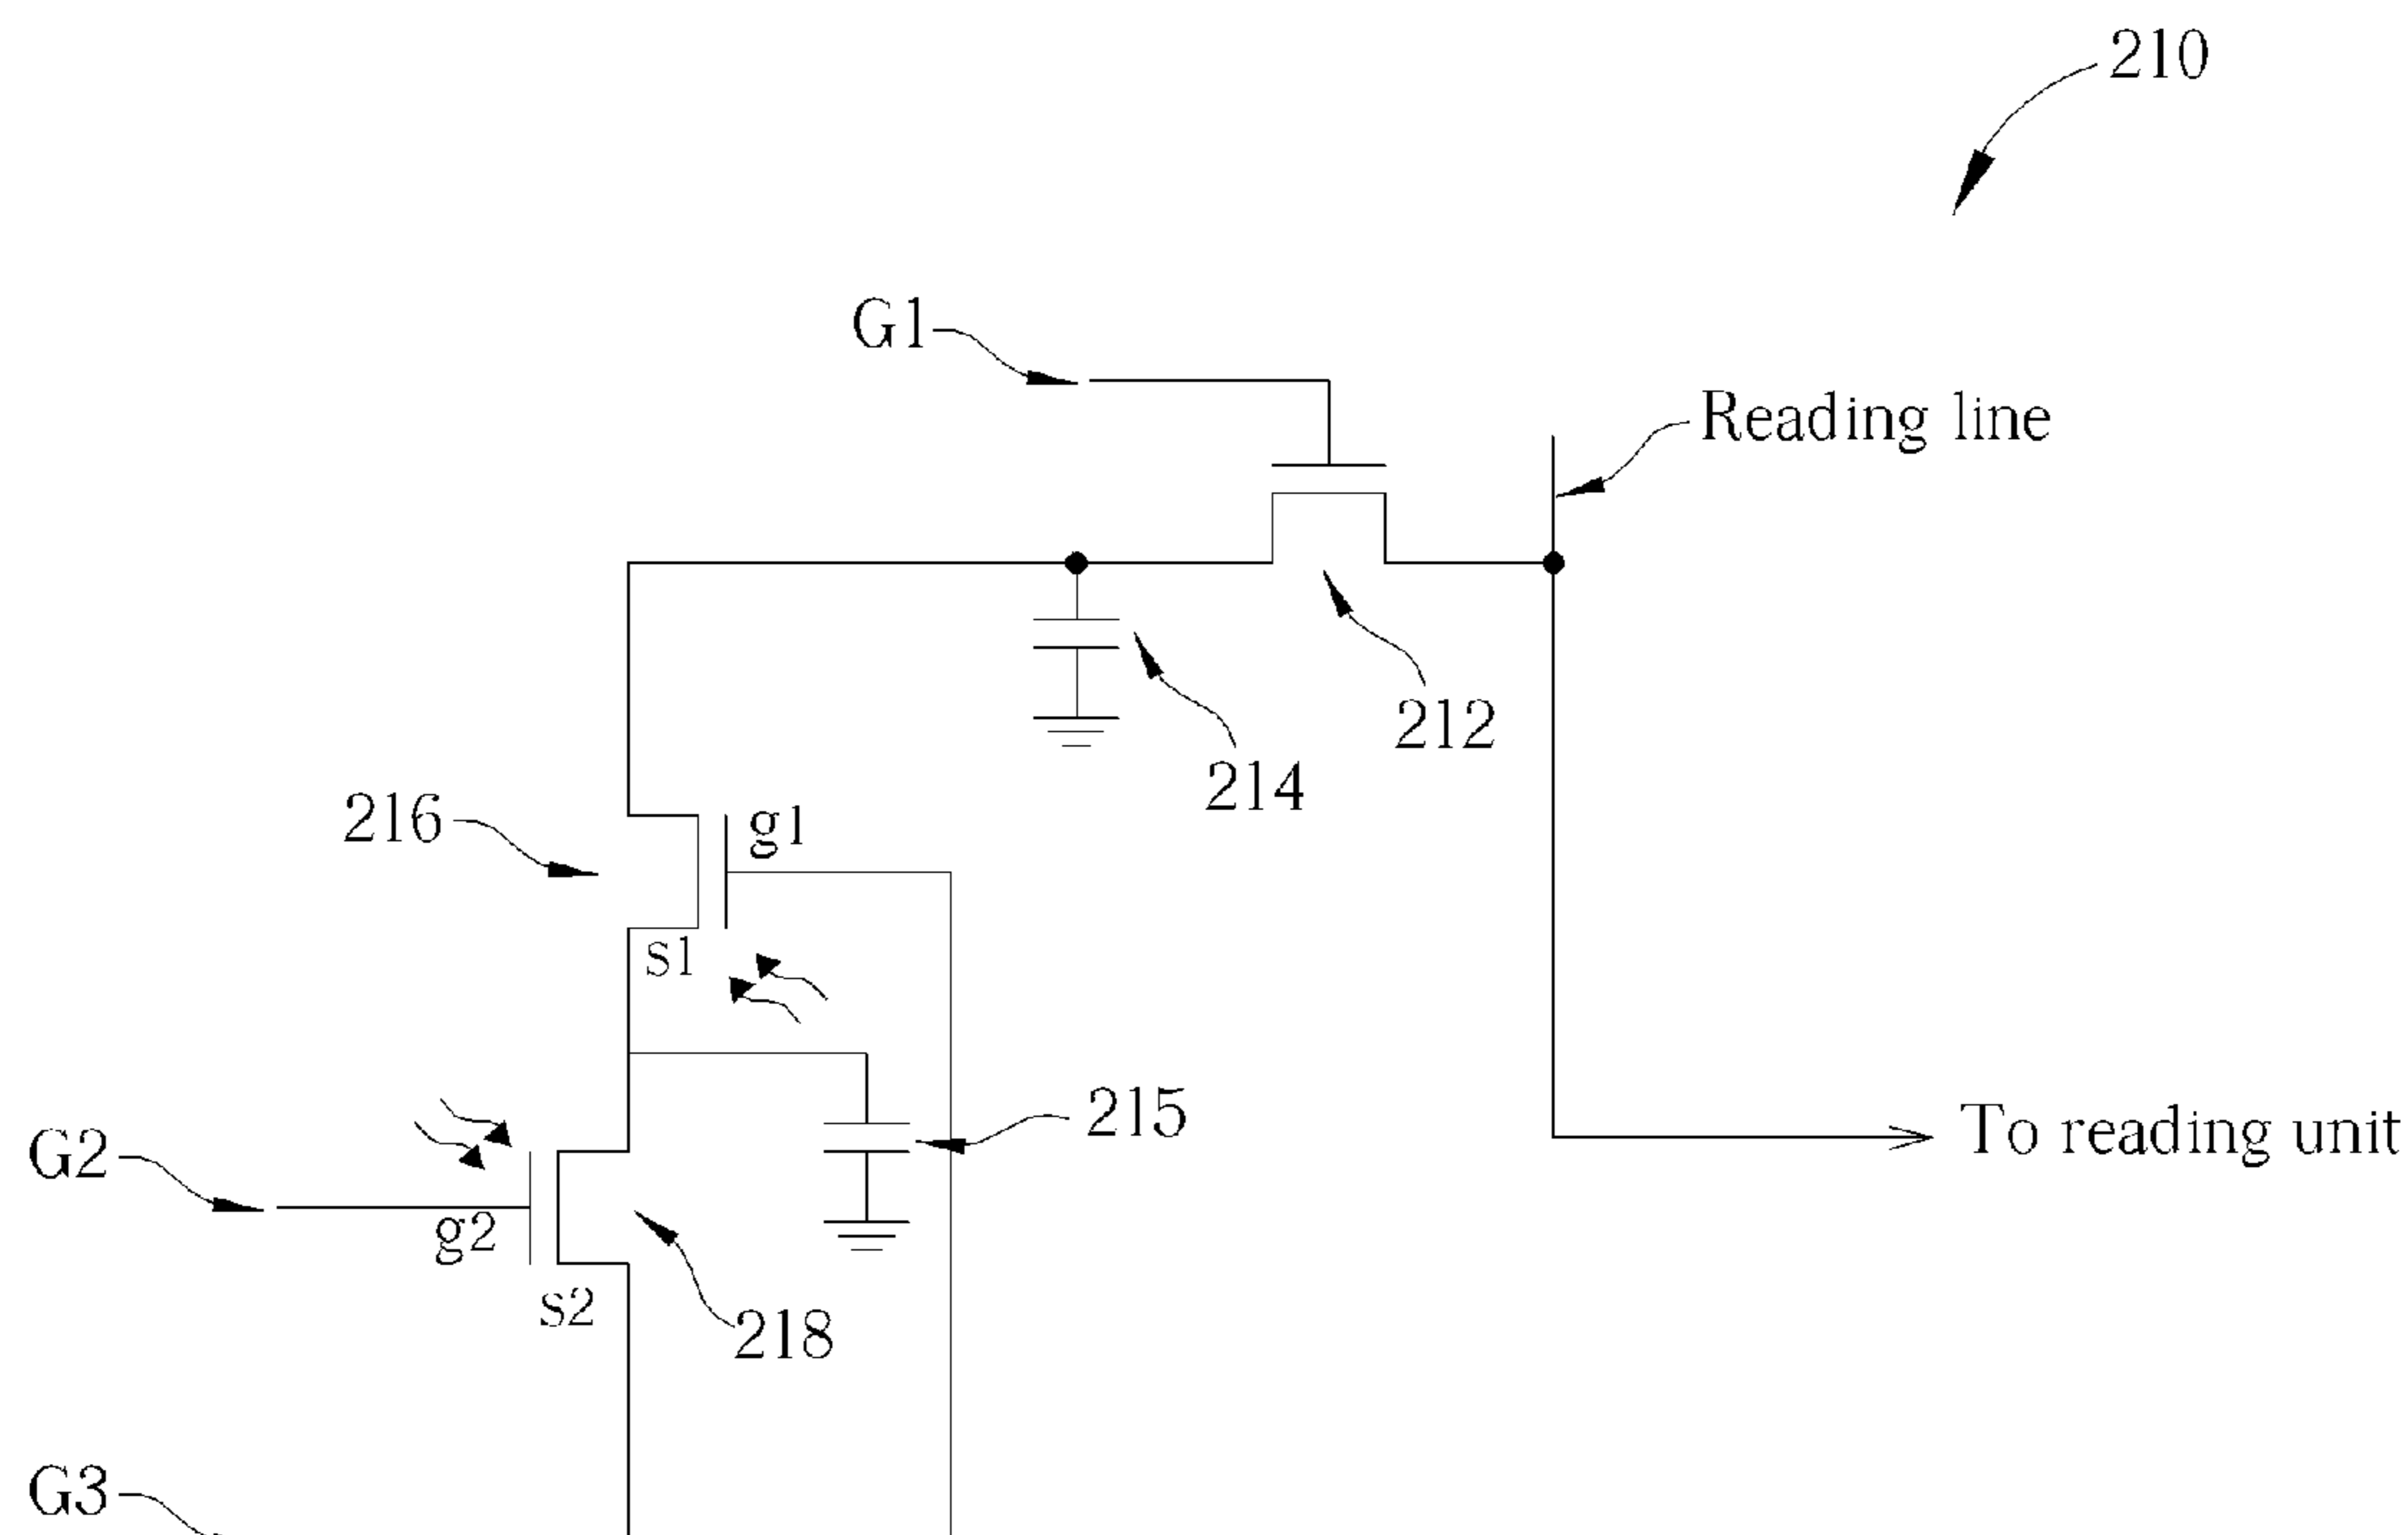 210
G1
Reading line
212
214
216
g1
s1
215
G2
To reading unit
g2
s2
218
G3